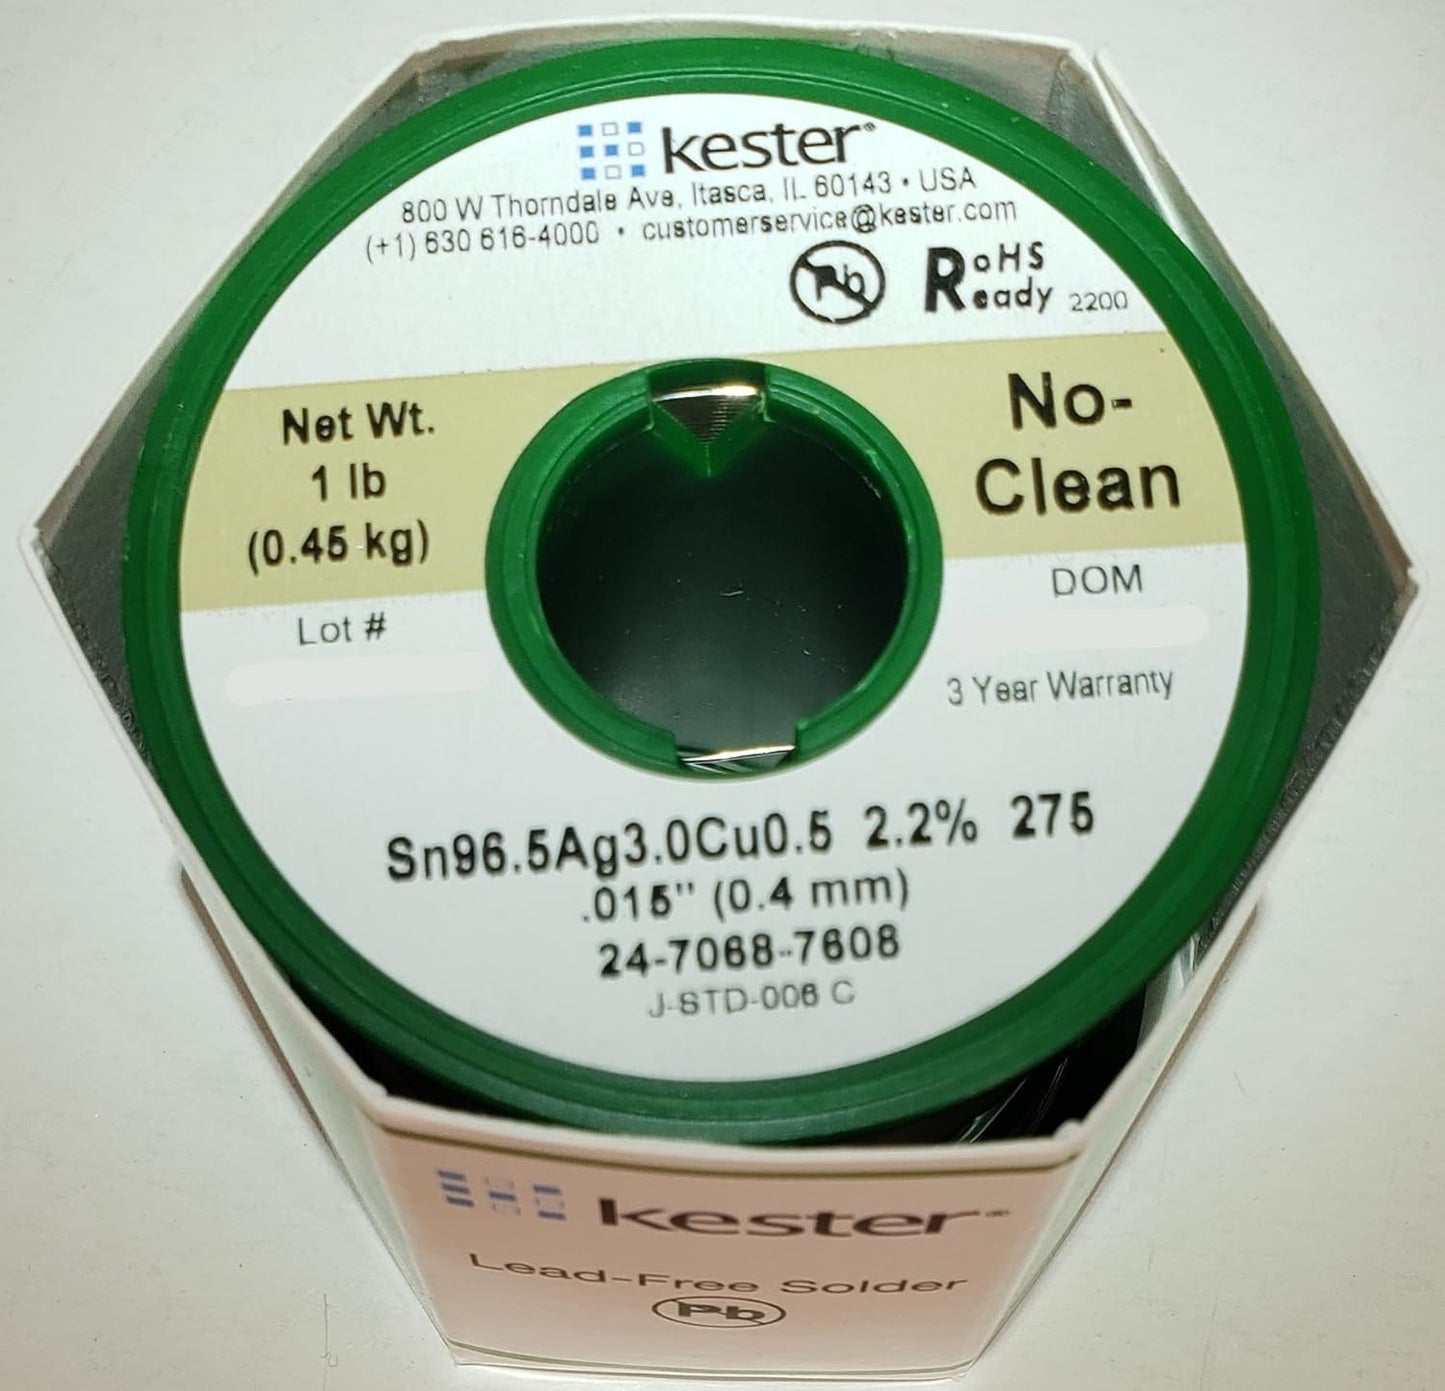 kester®
800 W Thorndale Ave, Itasca, IL 60143 • USA
(+1) 630 616-4000 • customerservice@kester.com
Pb
RoHS
Ready 2200
Net Wt.
1 lb
(0.45 kg)
No-
Clean
Lot #
DOM
3 Year Warranty
Sn96.5Ag3.0Cu0.5 2.2% 275
.015" (0.4 mm)
24-7068-7608
J-STD-006 C
kester®
Lead-Free Solder
Pb